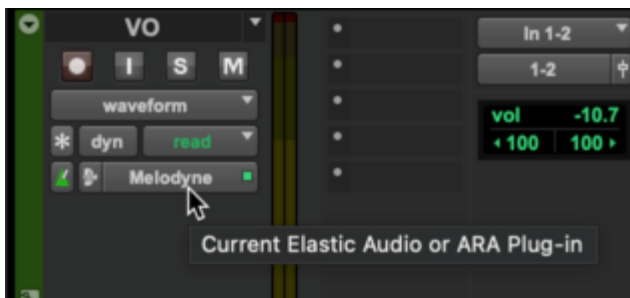 VO
I S M
waveform
* dyn read
Melodyne
Current Elastic Audio or ARA Plug-in
In 1-2
1-2
vol -10.7
100 100